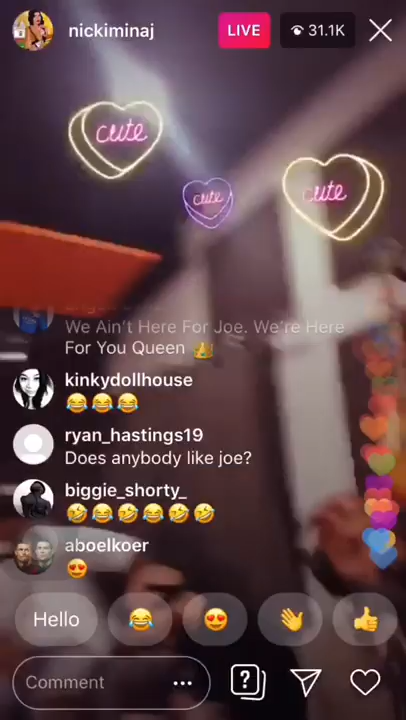 nickiminaj
LIVE
31.1K
cute
cute
cute
We Ain't Here For Joe. We're Here
For You Queen 👑
kinkydollhouse
😂😂😂
ryan_hastings19
Does anybody like joe?
biggie_shorty_
🤣😂🤣😂🤣🤣
aboelkoer
😍
Hello
😂
😍
👋
👍
Comment